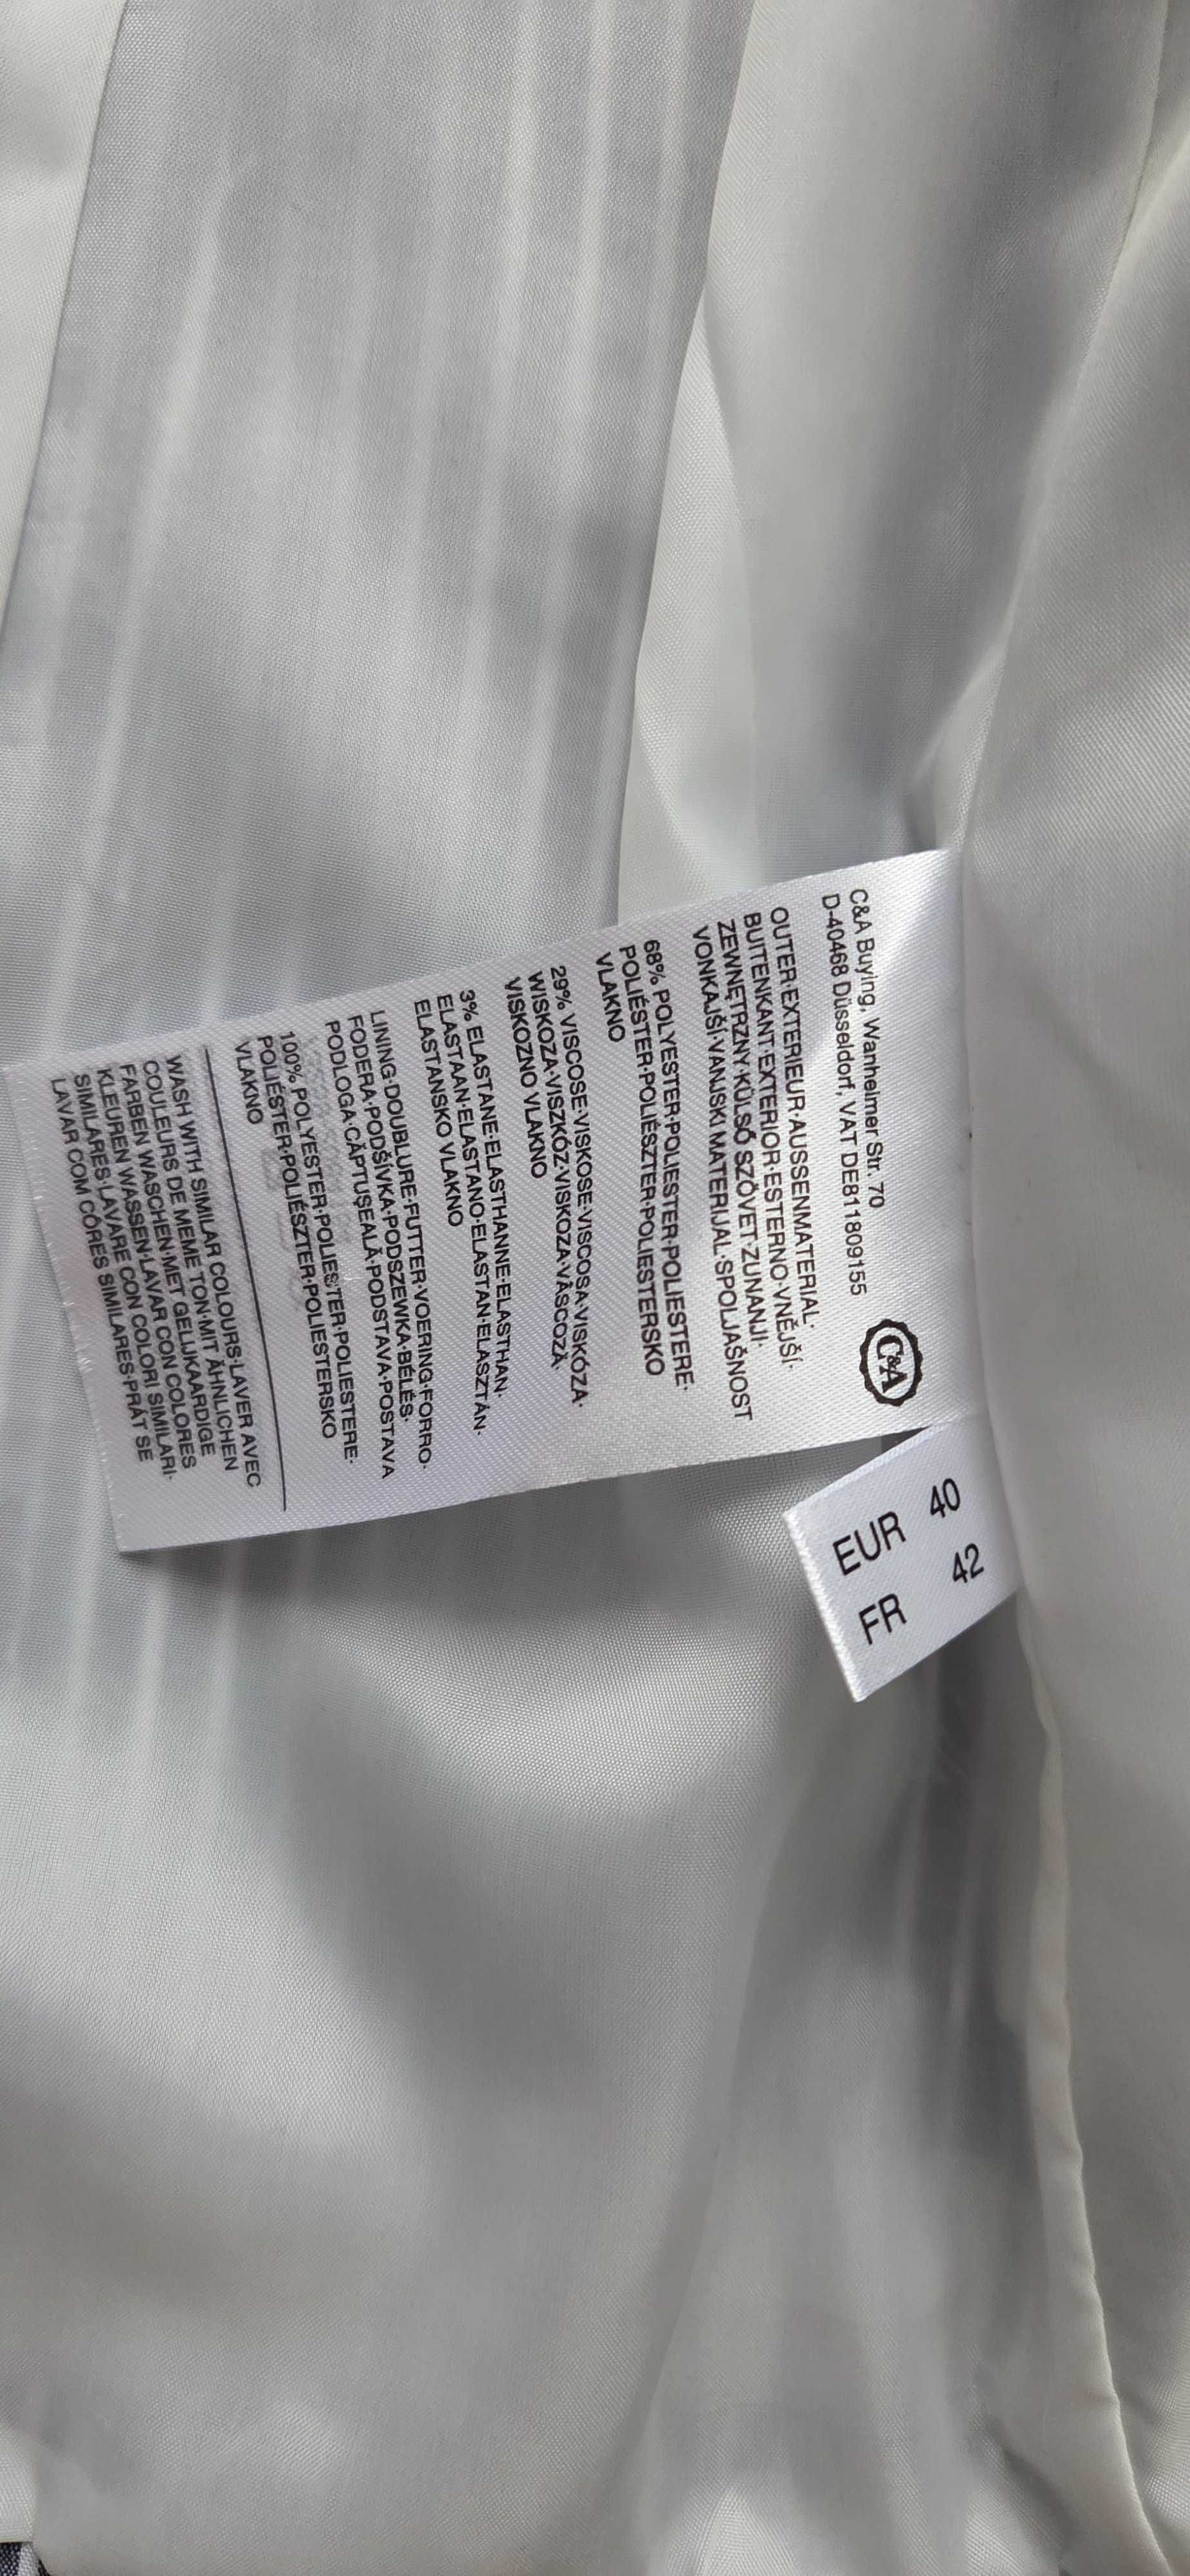 C&A Buying, Wanheimer Str. 70
D-40468 Düsseldorf, VAT DE811809155
C&A
OUTER·EXTERIEUR·AUSSENMATERIAL·
BUITENKANT·EXTERIOR·ESTERNO·VNĚJŠÍ·
ZEWNĘTRZNY·KÜLSŐ SZÖVET·ZUNANJI·
VONKAJŠÍ·VANJSKI MATERIJAL·SPOLJAŠNOST
68% POLYESTER·POLIESTER·POLIESTERE·
POLIÉSTER·POLIÉSZTER·POLIESTERSKO
VLAKNO
29% VISCOSE·VISKOSE·VISCOSA·VISKÓZA·
WISKOZA·VISZKÓZ·VISKOZA·VÂSCOZĂ·
VISKOZNO VLAKNO
3% ELASTANE·ELASTHANNE·ELASTHAN·
ELASTAAN·ELASTANO·ELASTAN·ELASZTÁN·
ELASTANSKO VLAKNO
LINING·DOUBLURE·FUTTER·VOERING·FORRO·
FODERA·PODŠÍVKA·PODSZEWKA·BÉLÉS·
PODLOGA·CĂPTUŞEALĂ·PODSTAVA·POSTAVA
100% POLYESTER·POLIESTER·POLIESTERE·
POLIÉSTER·POLIÉSZTER·POLIESTERSKO
VLAKNO
WASH WITH SIMILAR COLOURS·LAVER AVEC
COULEURS DE MEME TON·MIT ÄHNLICHEN
FARBEN WASCHEN·MET GELIJKAARDIGE
KLEUREN WASSEN·LAVAR CON COLORES
SIMILARES·LAVARE CON COLORI SIMILARI·
LAVAR COM CÔRES SIMILARES·PRÁT SE
EUR 40
FR 42